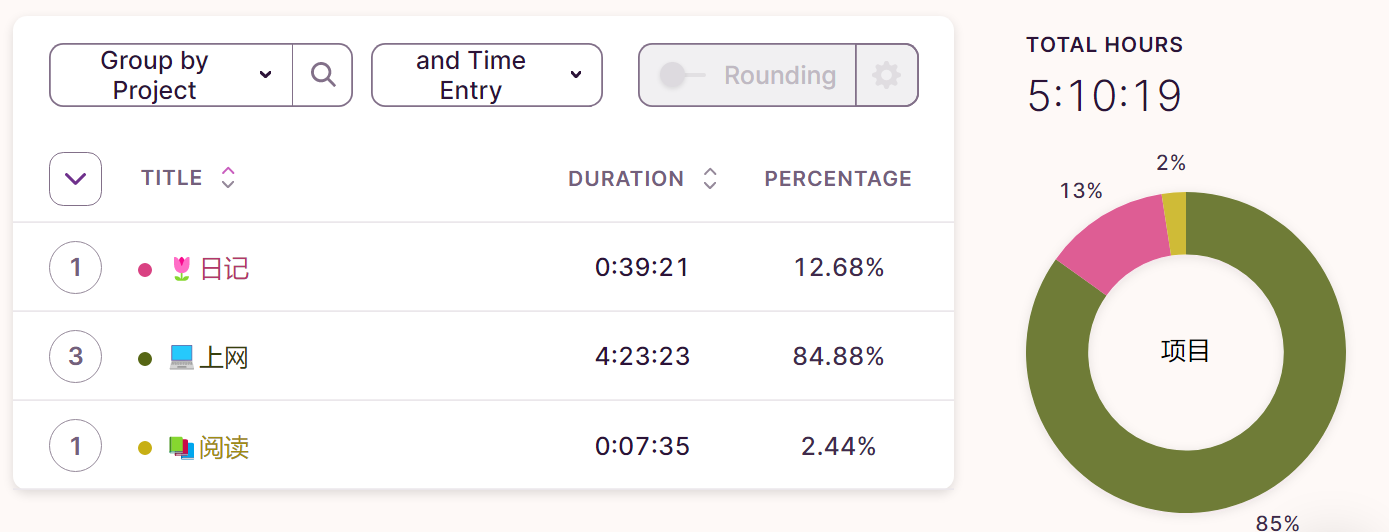 Group by
Project
and Time
Entry
Rounding
TITLE
DURATION
PERCENTAGE
1
🌷日记
0:39:21
12.68%
3
💻上网
4:23:23
84.88%
1
📚阅读
0:07:35
2.44%
TOTAL HOURS
5:10:19
2%
13%
项目
85%